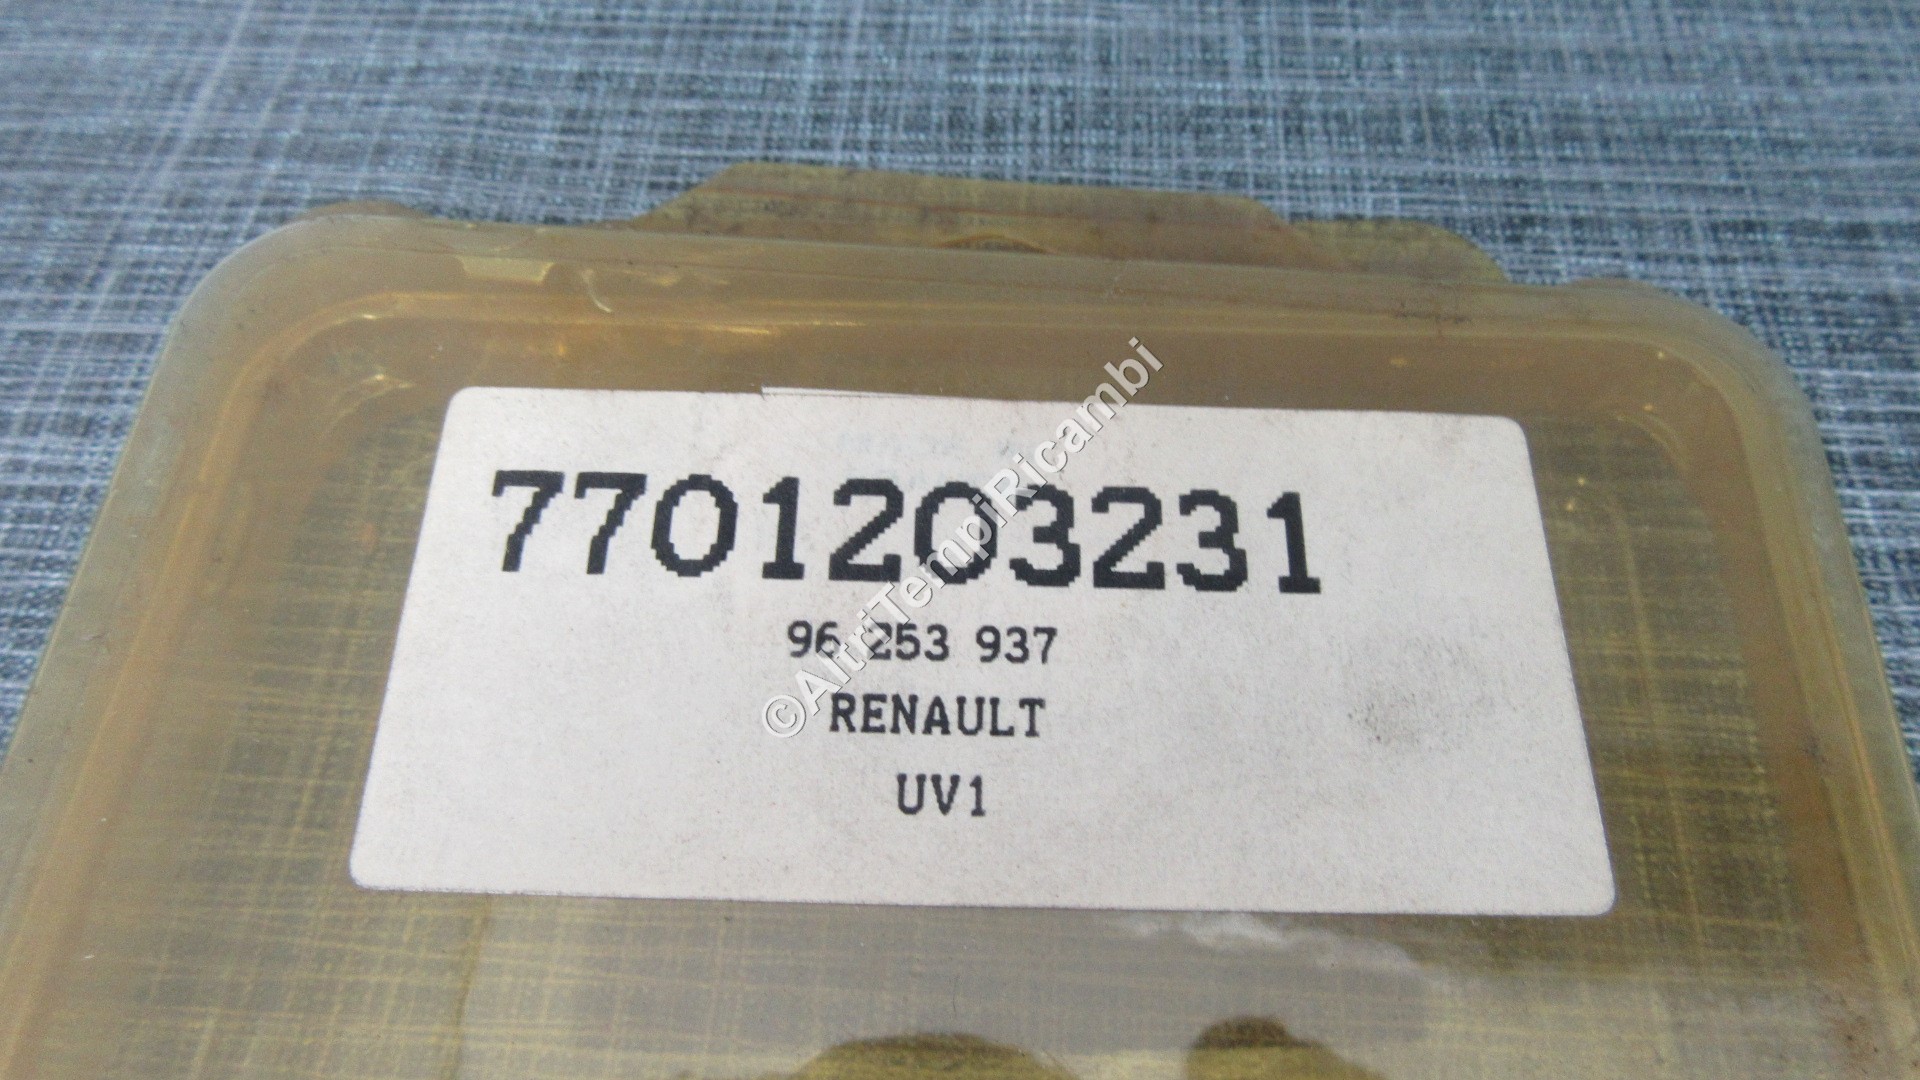 7701203231
96 253 937
RENAULT
UV1
©AltriTempiRicambi